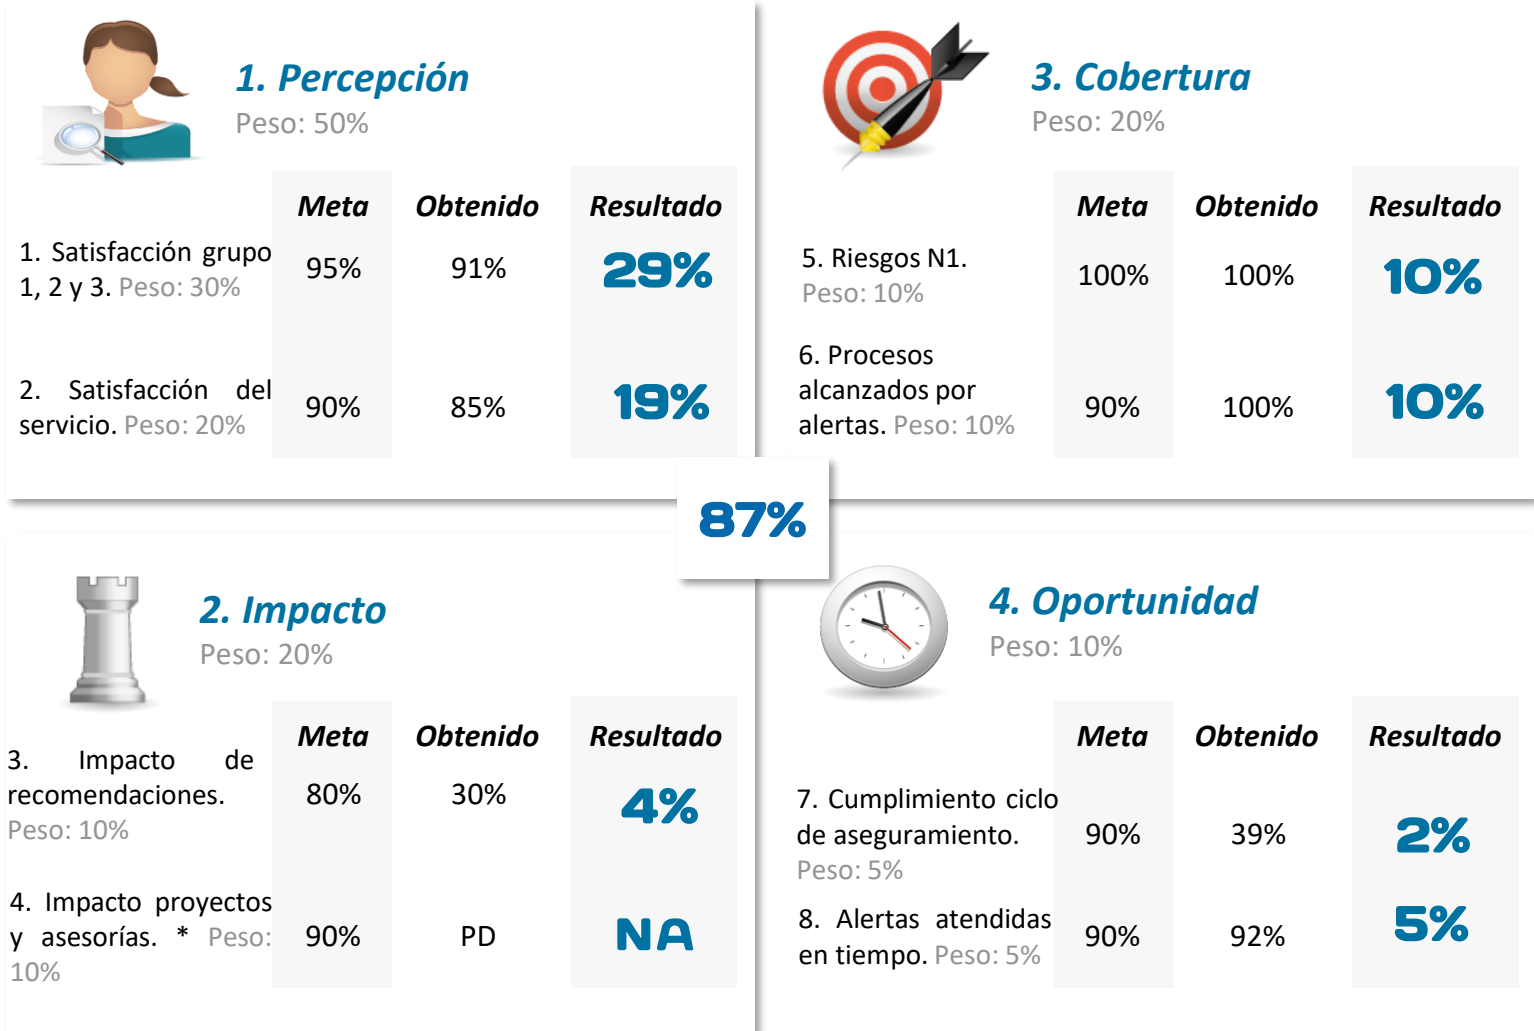 1. Percepción
Peso: 50%
Meta Obtenido Resultado
1. Satisfacción grupo
1, 2 y 3. Peso: 30%
95% 91% 29%
2. Satisfacción del
servicio. Peso: 20%
90% 85% 19%
3. Cobertura
Peso: 20%
Meta Obtenido Resultado
5. Riesgos N1.
Peso: 10%
100% 100% 10%
6. Procesos
alcanzados por
alertas. Peso: 10%
90% 100% 10%
87%
2. Impacto
Peso: 20%
Meta Obtenido Resultado
3. Impacto de
recomendaciones.
Peso: 10%
80% 30% 4%
4. Impacto proyectos
y asesorías. * Peso:
10%
90% PD NA
4. Oportunidad
Peso: 10%
Meta Obtenido Resultado
7. Cumplimiento ciclo
de aseguramiento.
Peso: 5%
90% 39% 2%
8. Alertas atendidas
en tiempo. Peso: 5%
90% 92% 5%